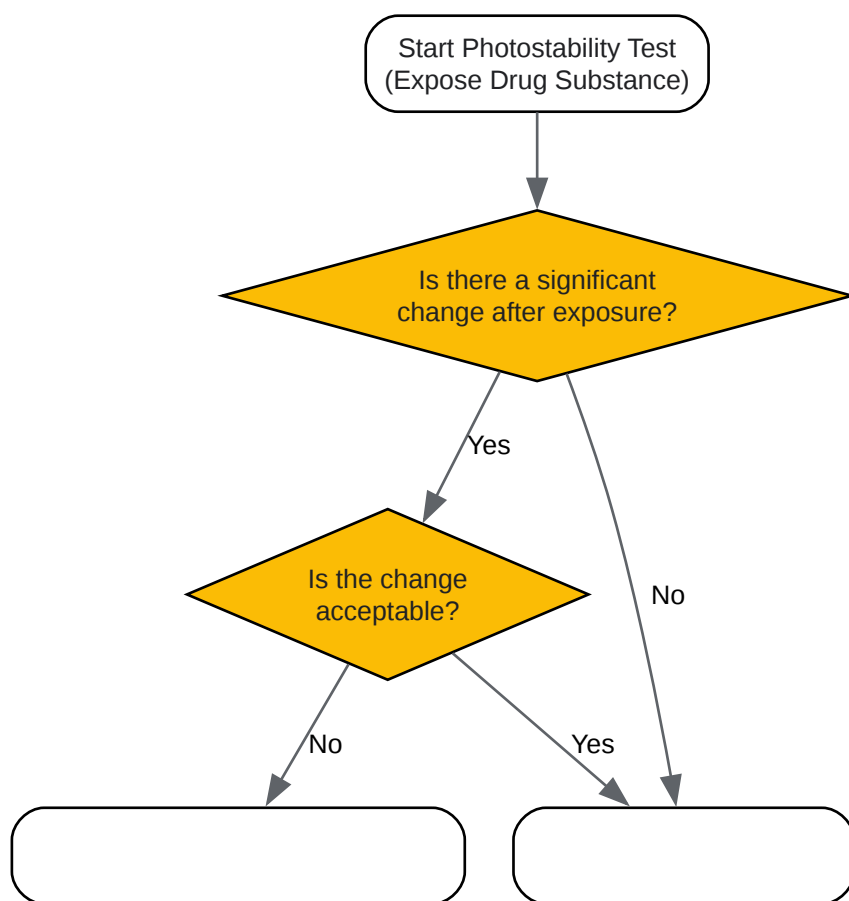 Start Photostability Test
(Expose Drug Substance)
Is there a significant
change after exposure?
Yes
Is the change
acceptable?
No
No
Yes